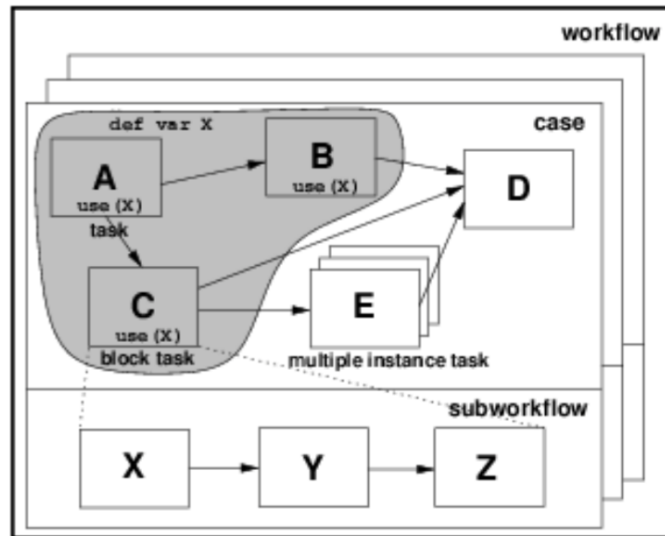 workflow
case
def var X
A
use (X)
task
B
use (X)
D
C
use (X)
block task
E
multiple instance task
subworkflow
X
Y
Z